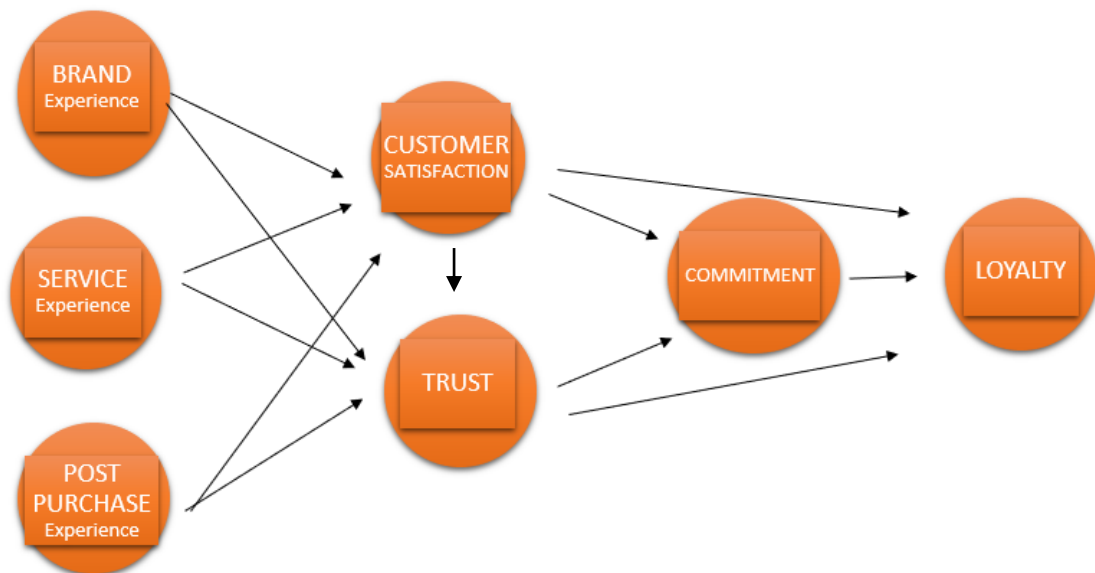 BRAND
Experience
CUSTOMER
SATISFACTION
SERVICE
Experience
COMMITMENT
LOYALTY
TRUST
POST
PURCHASE
Experience